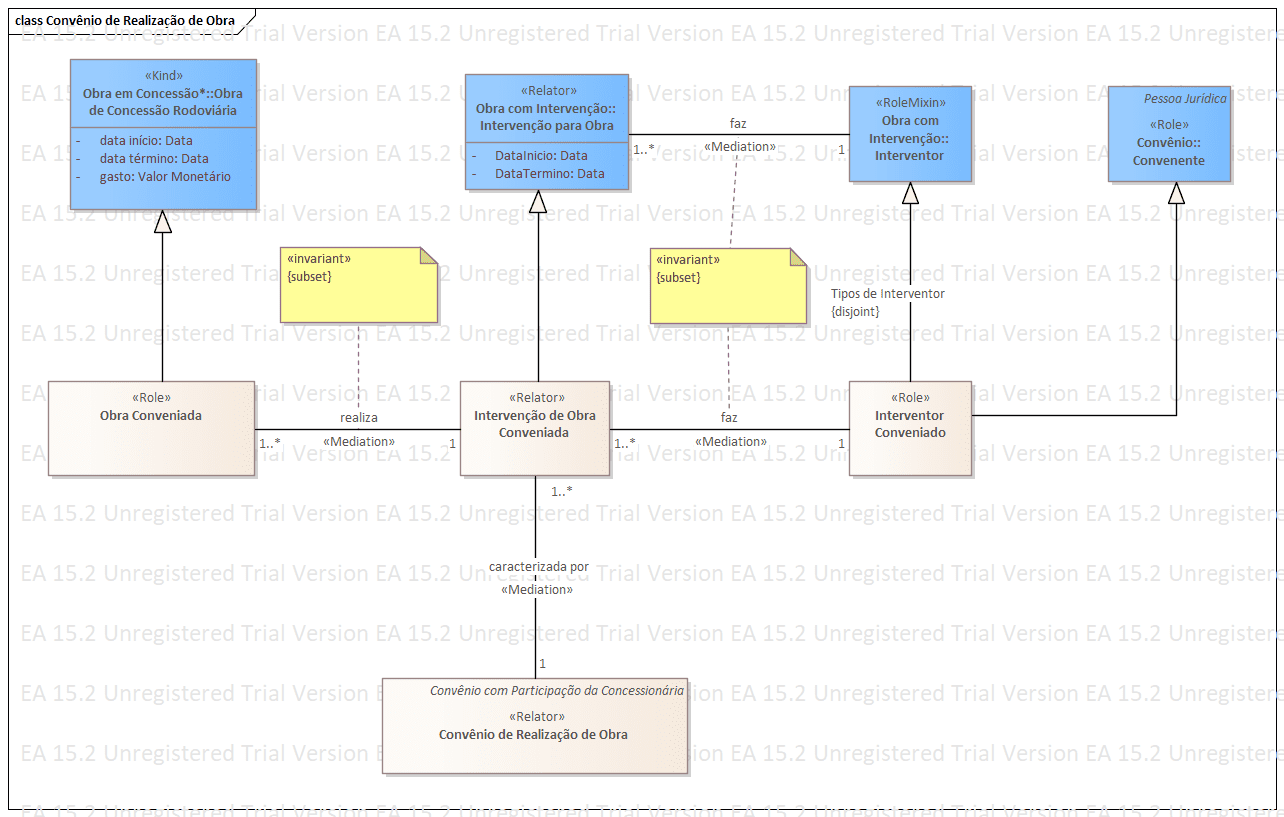 class Convênio de Realização de Obra
EA 15.2 Unregistered Trial Version EA 15.2 Unregistered Trial Version EA 15.2 Unregistered Trial Version
«Kind»
Obra em Concessão*::Obra
de Concessão Rodoviária
- data início: Data
- data término: Data
- gasto: Valor Monetário
«Relator»
Obra com Intervenção::
Intervenção para Obra
- DataInicio: Data
- DataTermino: Data
faz
«Mediation»
1..*
1
«RoleMixin»
Obra com
Intervenção::
Interventor
Pessoa Jurídica
«Role»
Convênio::
Convenente
«invariant»
{subset}
«invariant»
{subset}
Tipos de Interventor
{disjoint}
«Role»
Obra Conveniada
realiza
«Mediation»
1..*
1
«Relator»
Intervenção de Obra
Conveniada
faz
«Mediation»
1..*
1
«Role»
Interventor
Conveniado
1..*
caracterizada por
«Mediation»
1
Convênio com Participação da Concessionária
«Relator»
Convênio de Realização de Obra